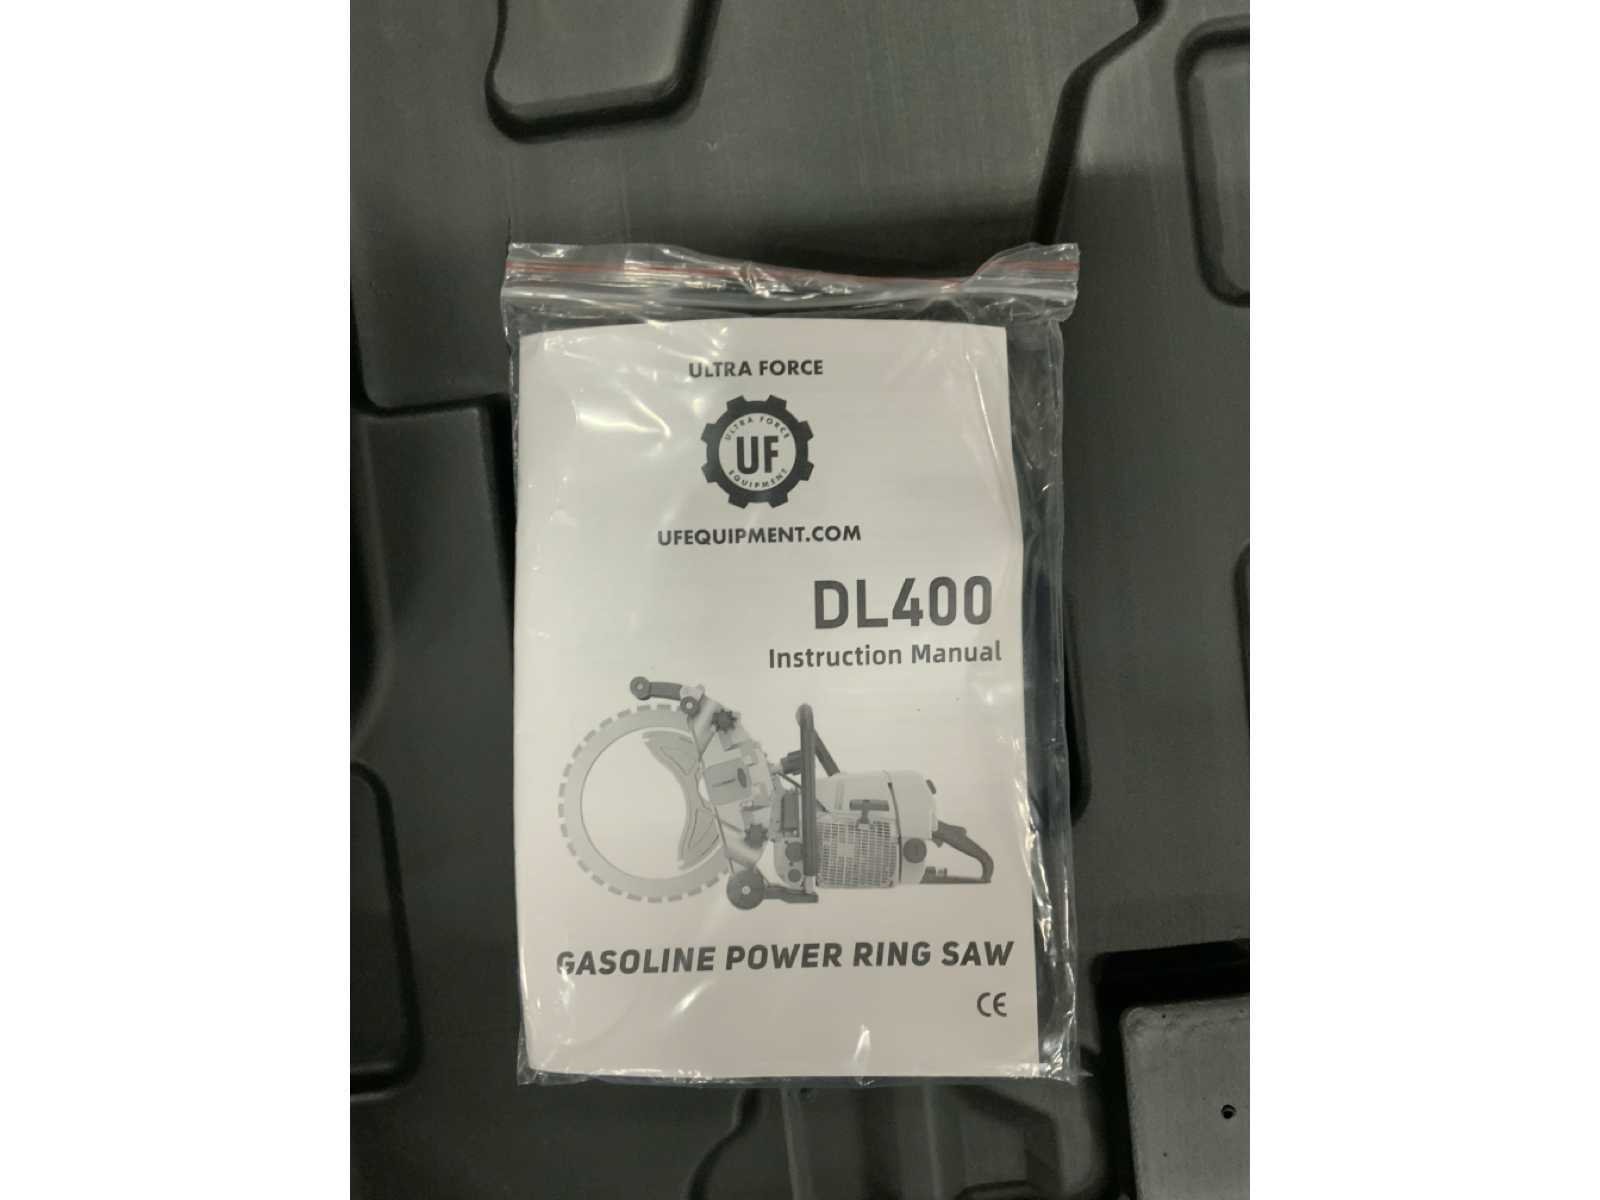 ULTRA FORCE
ULTRA FORCE
UF
EQUIPMENT
UFEQUIPMENT.COM
DL400
Instruction Manual
GASOLINE POWER RING SAW
CE